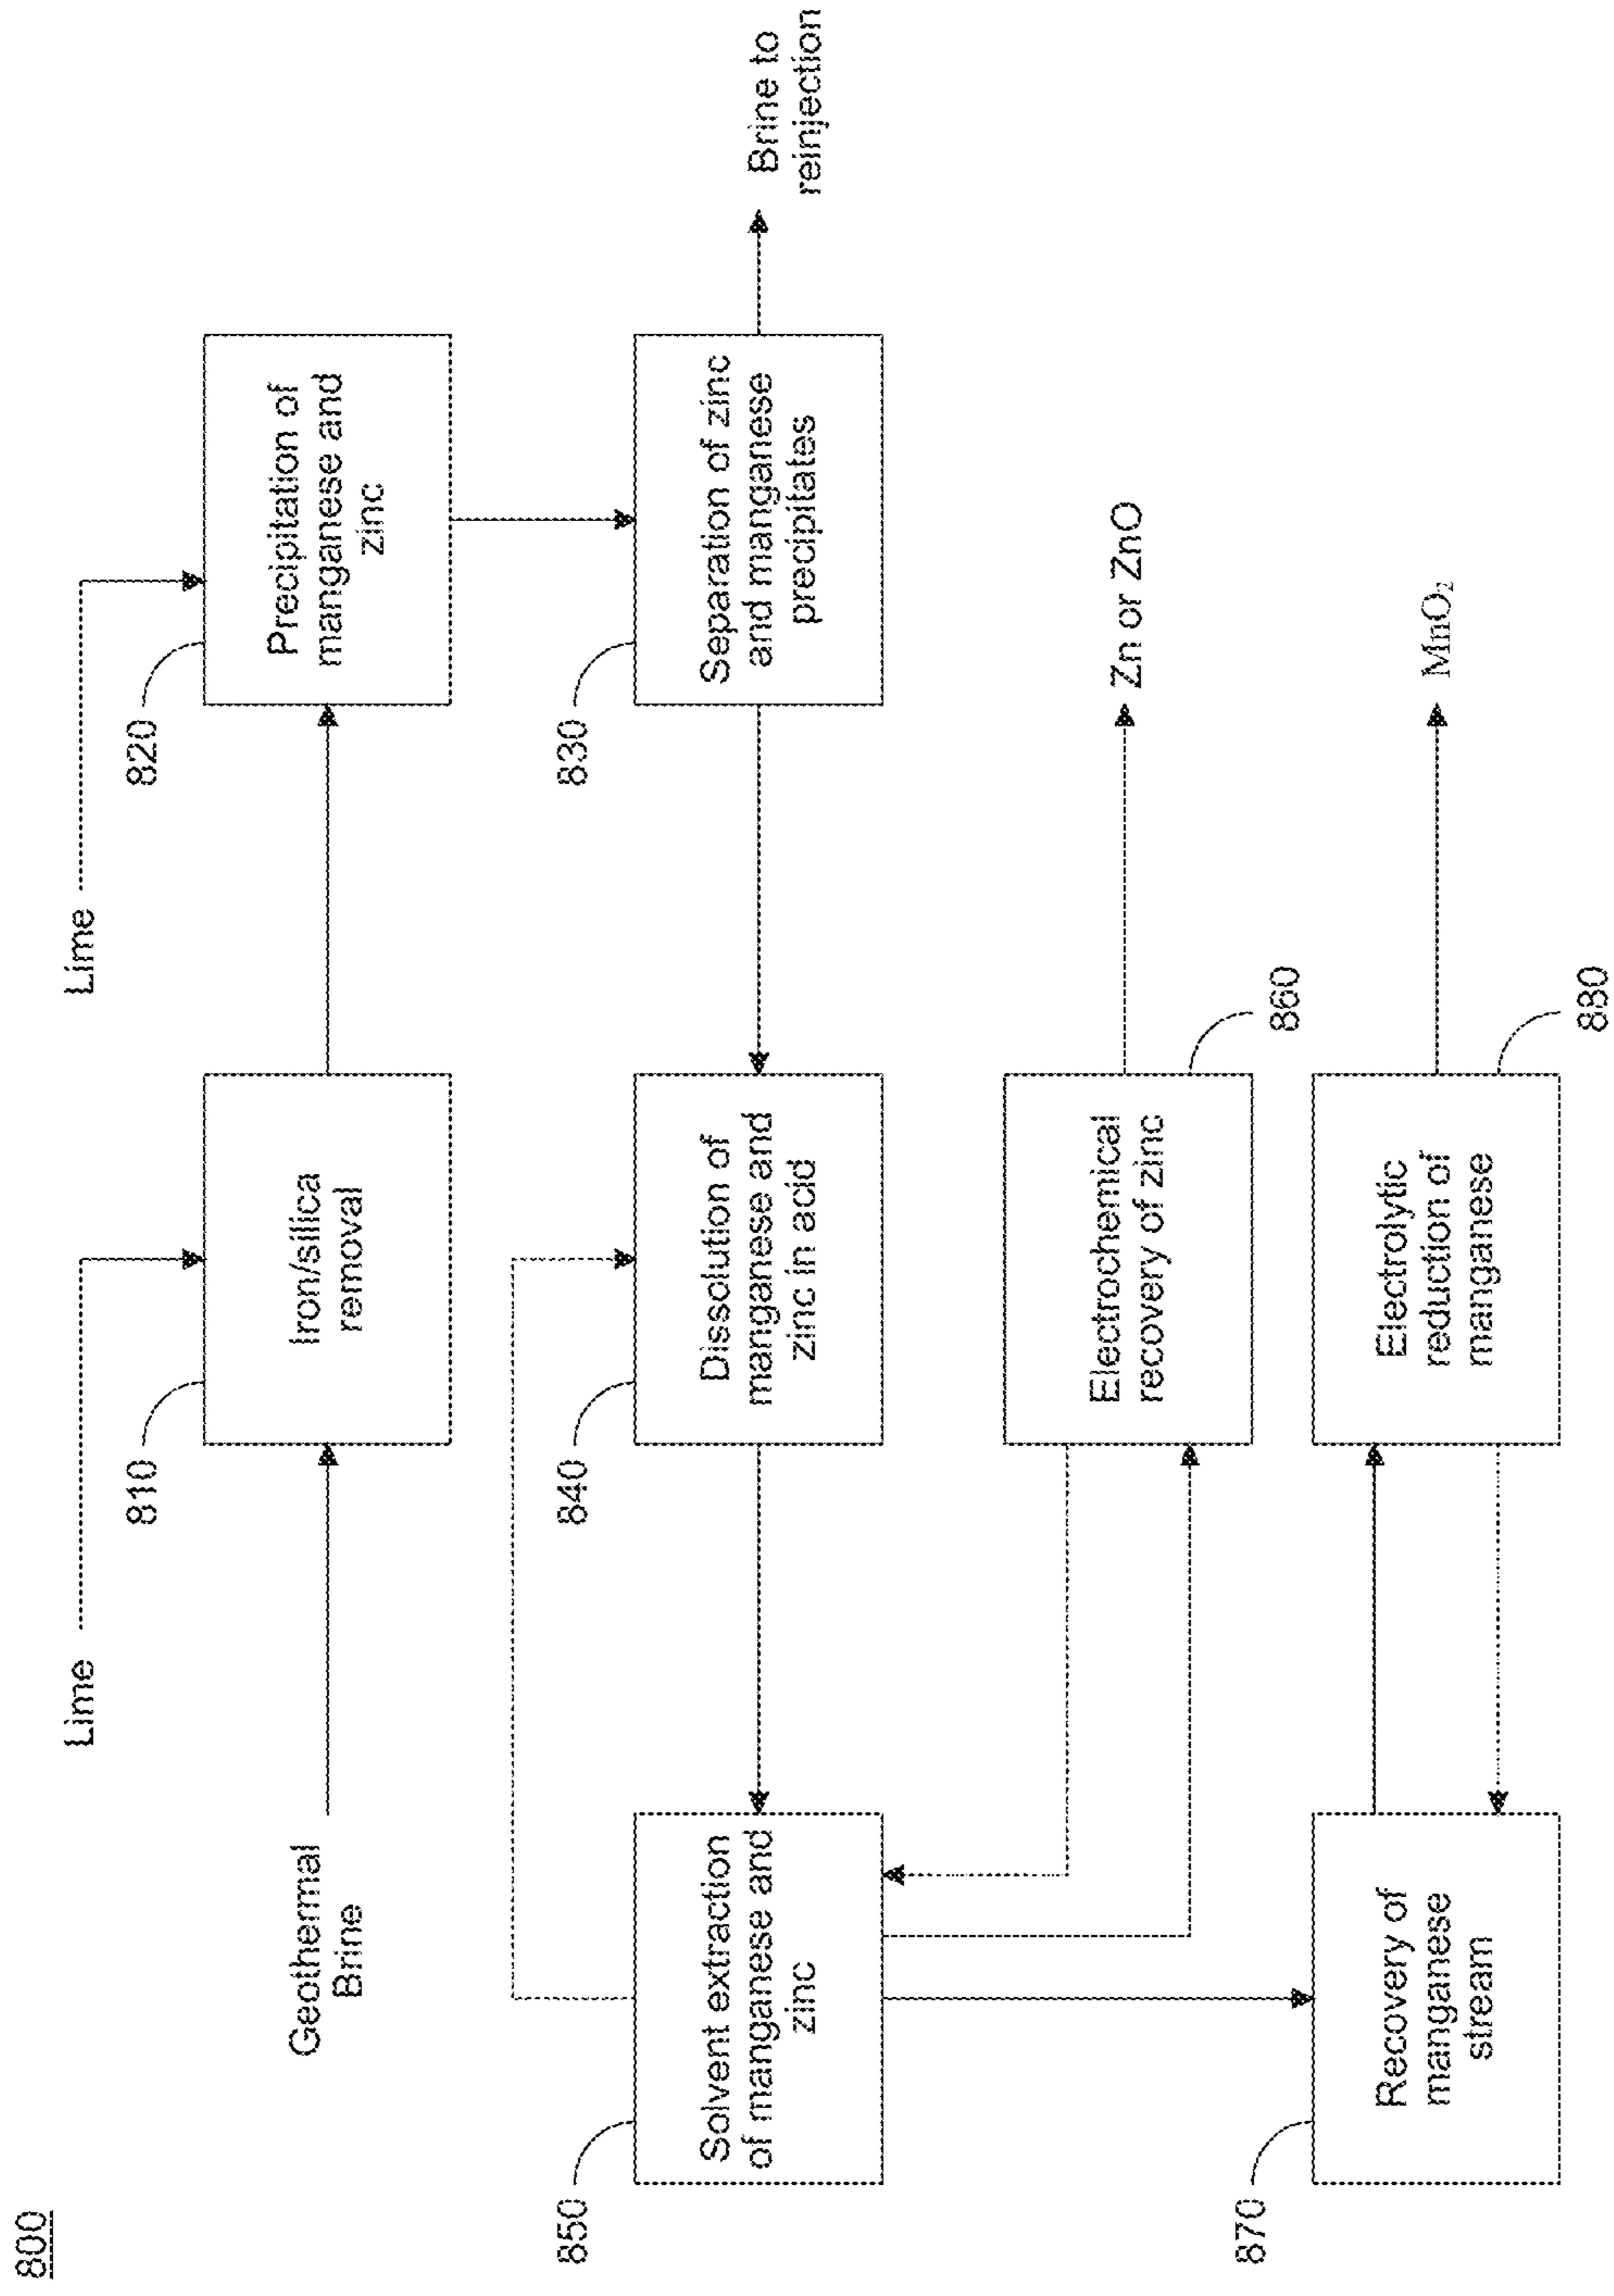 800
Lime
Lime
810
820
Geothermal
Brine
Iron/silica
removal
Precipitation of
manganese and
zinc
850
840
830
Solvent extraction
of manganese and
zinc
Dissolution of
manganese and
zinc in acid
Separation of zinc
and manganese
precipitates
Brine to
reinjection
Electrochemical
recovery of zinc
Zn or ZnO
860
870
Recovery of
manganese
stream
Electrolytic
reduction of
manganese
MnO₂
880